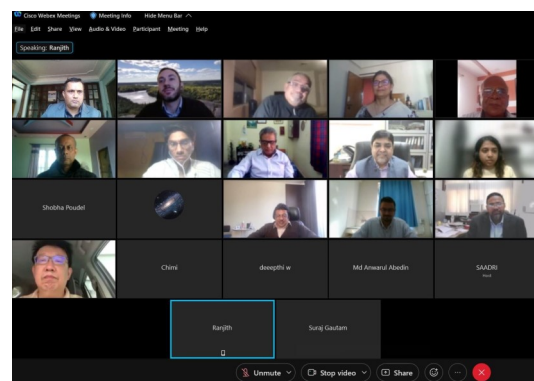 Cisco Webex Meetings Meeting Info Hide Menu Bar
File Edit Share View Audio & Video Participant Meeting Help
Speaking: Ranjith
Shobha Poudel
Chimi
deeepthi w
Md Anwarul Abedin
SAADRI
Host
Ranjith
Suraj Gautam
Unmute Stop video Share